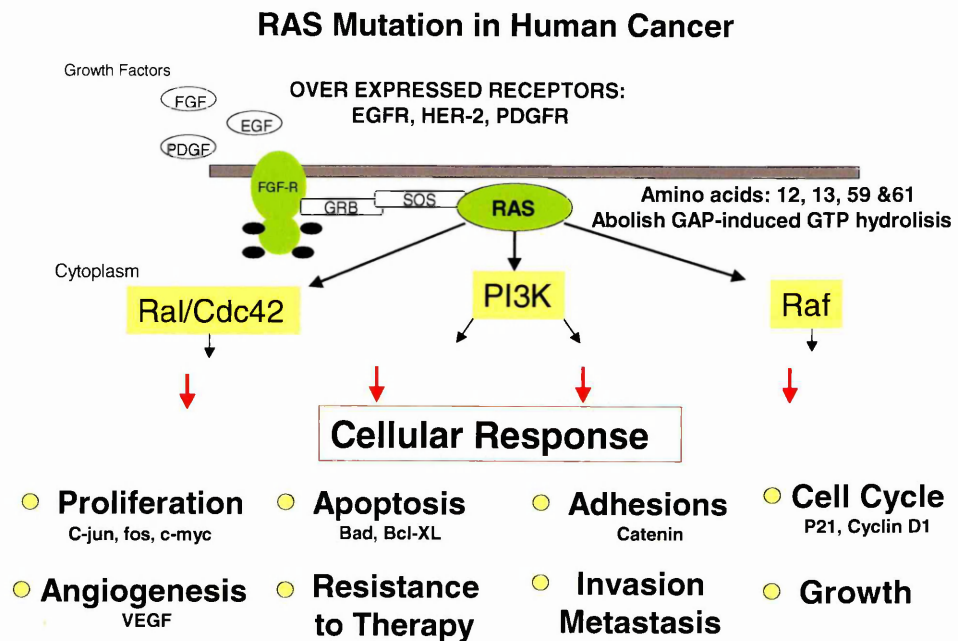 RAS Mutation in Human Cancer
Growth Factors
FGF
EGF
PDGF
OVER EXPRESSED RECEPTORS:
EGFR, HER-2, PDGFR
FGF-R
GRB
SOS
RAS
Amino acids: 12, 13, 59 &61
Abolish GAP-induced GTP hydrolisis
Cytoplasm
Ral/Cdc42
PI3K
Raf
Cellular Response
Proliferation
C-jun, fos, c-myc
Apoptosis
Bad, Bcl-XL
Adhesions
Catenin
Cell Cycle
P21, Cyclin D1
Angiogenesis
VEGF
Resistance
to Therapy
Invasion
Metastasis
Growth